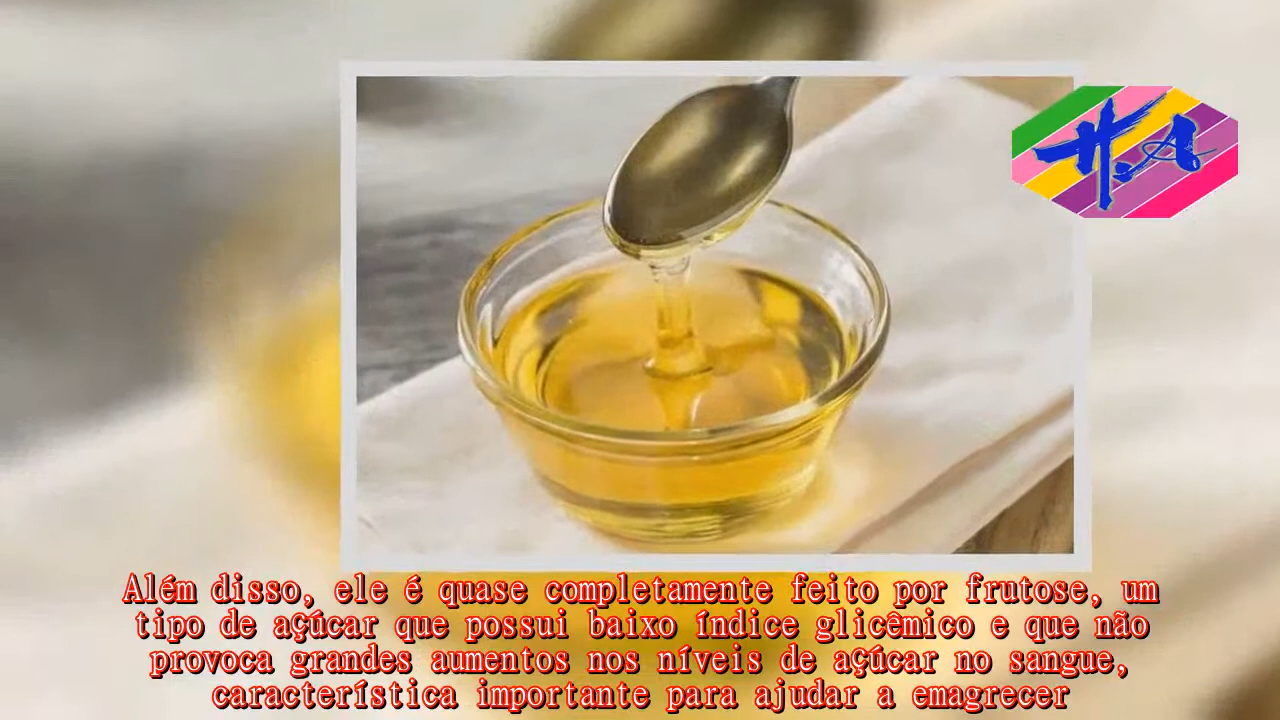 H.A
Além disso, ele é quase completamente feito por frutose, um
tipo de açúcar que possui baixo índice glicêmico e que não
provoca grandes aumentos nos níveis de açúcar no sangue,
característica importante para ajudar a emagrecer